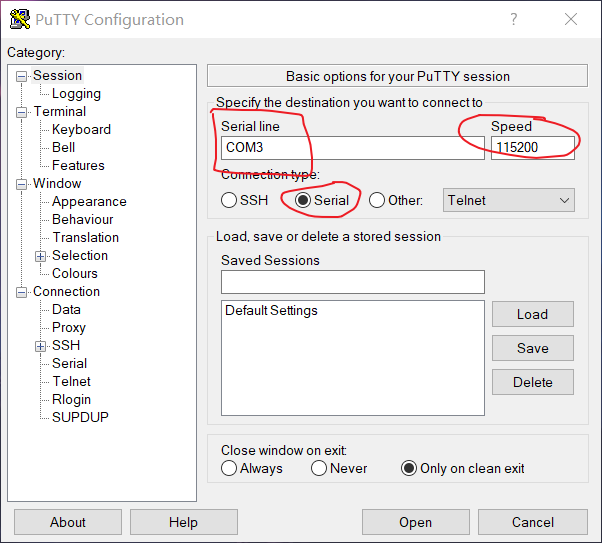 PuTTY Configuration
Category:
Session
Logging
Terminal
Keyboard
Bell
Features
Window
Appearance
Behaviour
Translation
Selection
Colours
Connection
Data
Proxy
SSH
Serial
Telnet
Rlogin
SUPDUP
Basic options for your PuTTY session
Specify the destination you want to connect to
Serial line Speed
COM3 115200
Connection type:
SSH Serial Other: Telnet
Load, save or delete a stored session
Saved Sessions
Default Settings
Load
Save
Delete
Close window on exit:
Always Never Only on clean exit
About Help Open Cancel